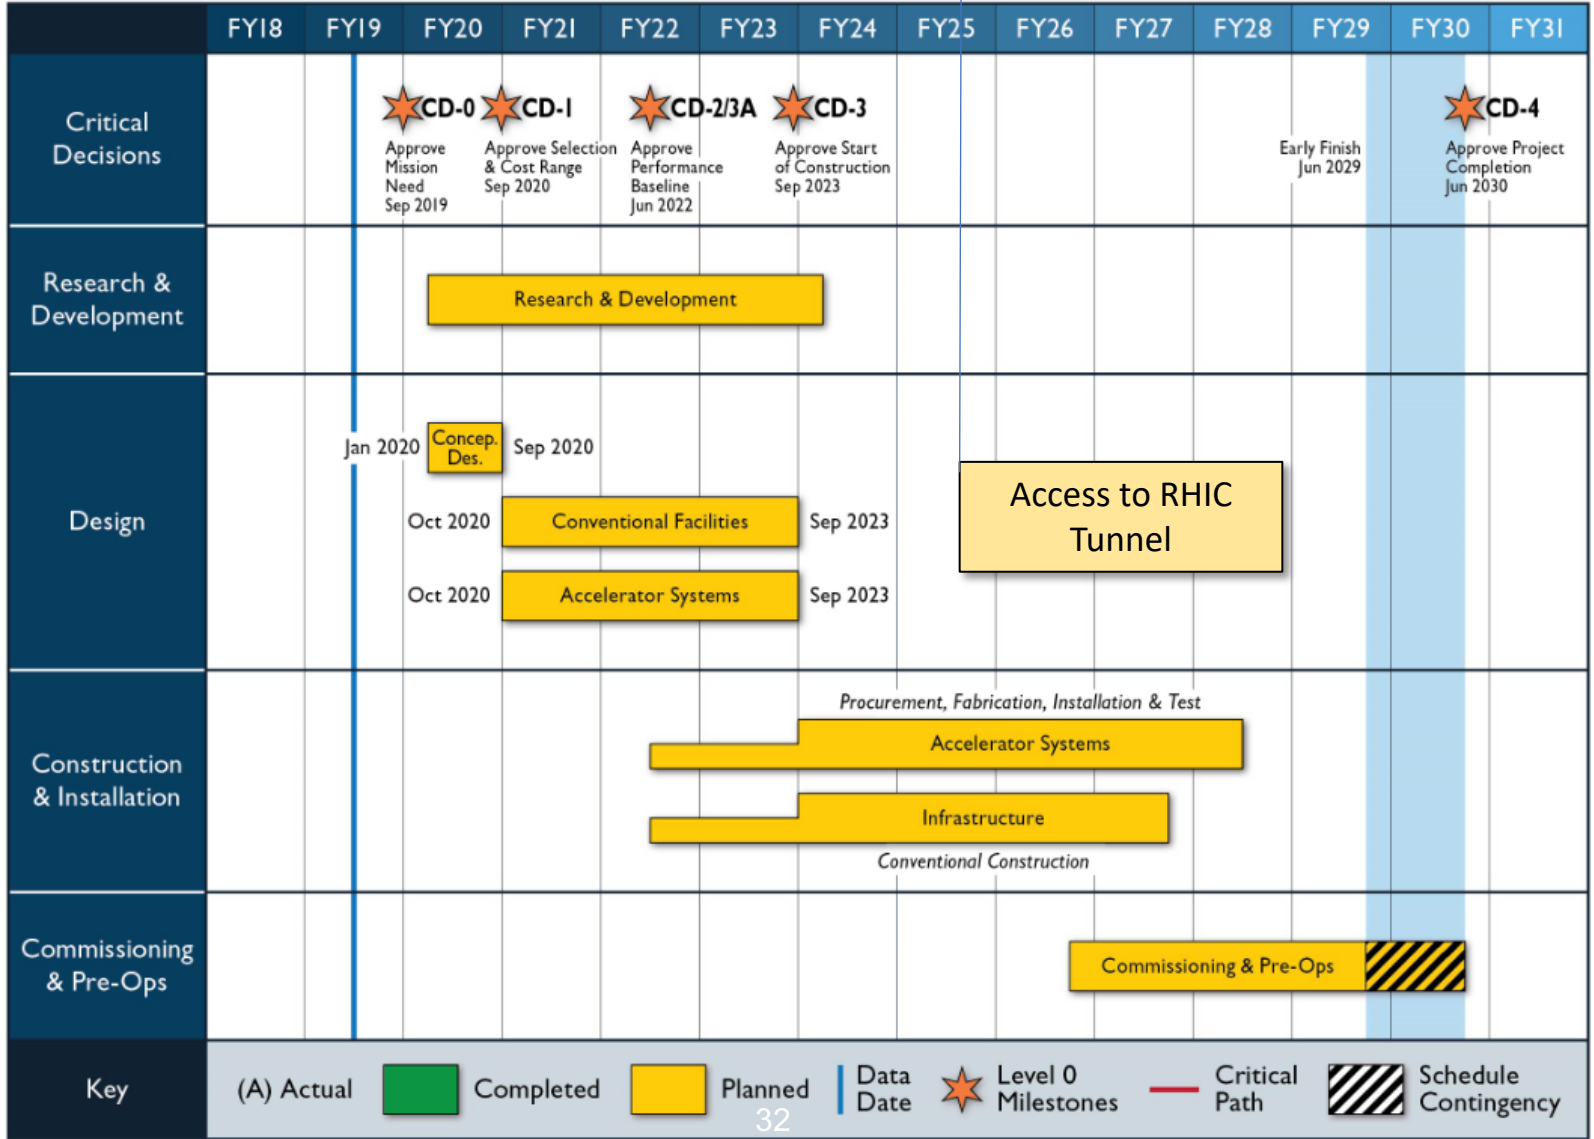 FY18 FY19 FY20 FY21 FY22 FY23 FY24 FY25 FY26 FY27 FY28 FY29 FY30 FY31
Critical
Decisions
CD-0
Approve
Mission
Need
Sep 2019
CD-1
Approve Selection
& Cost Range
Sep 2020
CD-2/3A
Approve
Performance
Baseline
Jun 2022
CD-3
Approve Start
of Construction
Sep 2023
Early Finish
Jun 2029
CD-4
Approve Project
Completion
Jun 2030
Research &
Development
Research & Development
Design
Jan 2020
Concep.
Des.
Sep 2020
Oct 2020 Conventional Facilities Sep 2023
Oct 2020 Accelerator Systems Sep 2023
Access to RHIC
Tunnel
Construction
& Installation
Procurement, Fabrication, Installation & Test
Accelerator Systems
Infrastructure
Conventional Construction
Commissioning
& Pre-Ops
Commissioning & Pre-Ops
Key
(A) Actual
Completed
Planned
Data
Date
Level 0
Milestones
Critical
Path
Schedule
Contingency
32